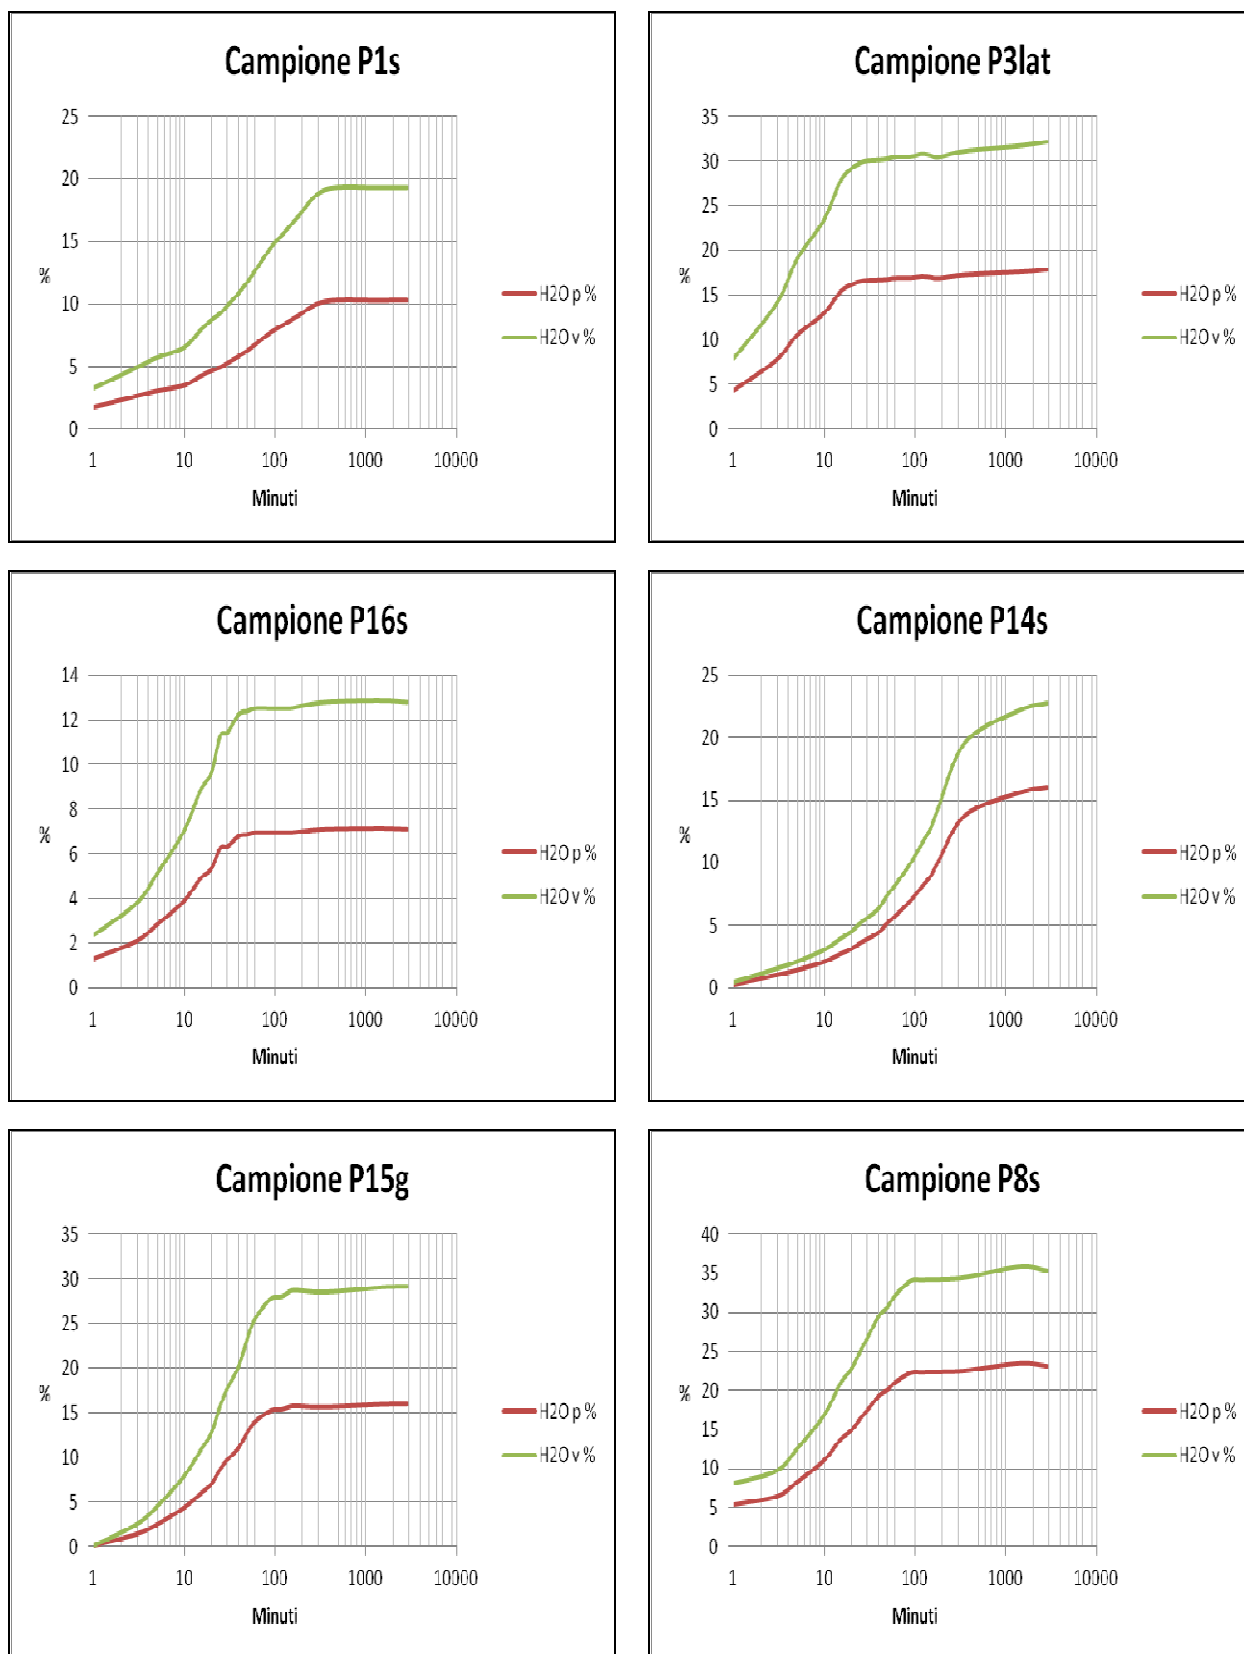 Campione P1s
25
20
15
%
10
5
0
1 10 100 1000 10000
Minuti
H2O p %
H2O v %
Campione P3lat
35
30
25
20
%
15
10
5
0
1 10 100 1000 10000
Minuti
H2O p %
H2O v %
Campione P16s
14
12
10
8
%
6
4
2
0
1 10 100 1000 10000
Minuti
H2O p %
H2O v %
Campione P14s
25
20
15
%
10
5
0
1 10 100 1000 10000
Minuti
H2O p %
H2O v %
Campione P15g
35
30
25
20
%
15
10
5
0
1 10 100 1000 10000
Minuti
H2O p %
H2O v %
Campione P8s
40
35
30
25
20
%
15
10
5
0
1 10 100 1000 10000
Minuti
H2O p %
H2O v %